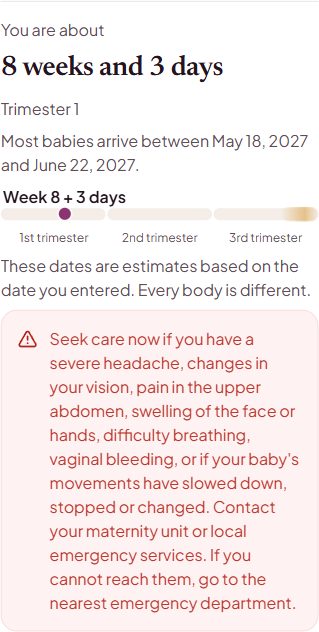 You are about
8 weeks and 3 days
Trimester 1
Most babies arrive between May 18, 2027
and June 22, 2027.
Week 8 + 3 days
1st trimester 2nd trimester 3rd trimester
These dates are estimates based on the
date you entered. Every body is different.
Seek care now if you have a
severe headache, changes in
your vision, pain in the upper
abdomen, swelling of the face or
hands, difficulty breathing,
vaginal bleeding, or if your baby's
movements have slowed down,
stopped or changed. Contact
your maternity unit or local
emergency services. If you
cannot reach them, go to the
nearest emergency department.